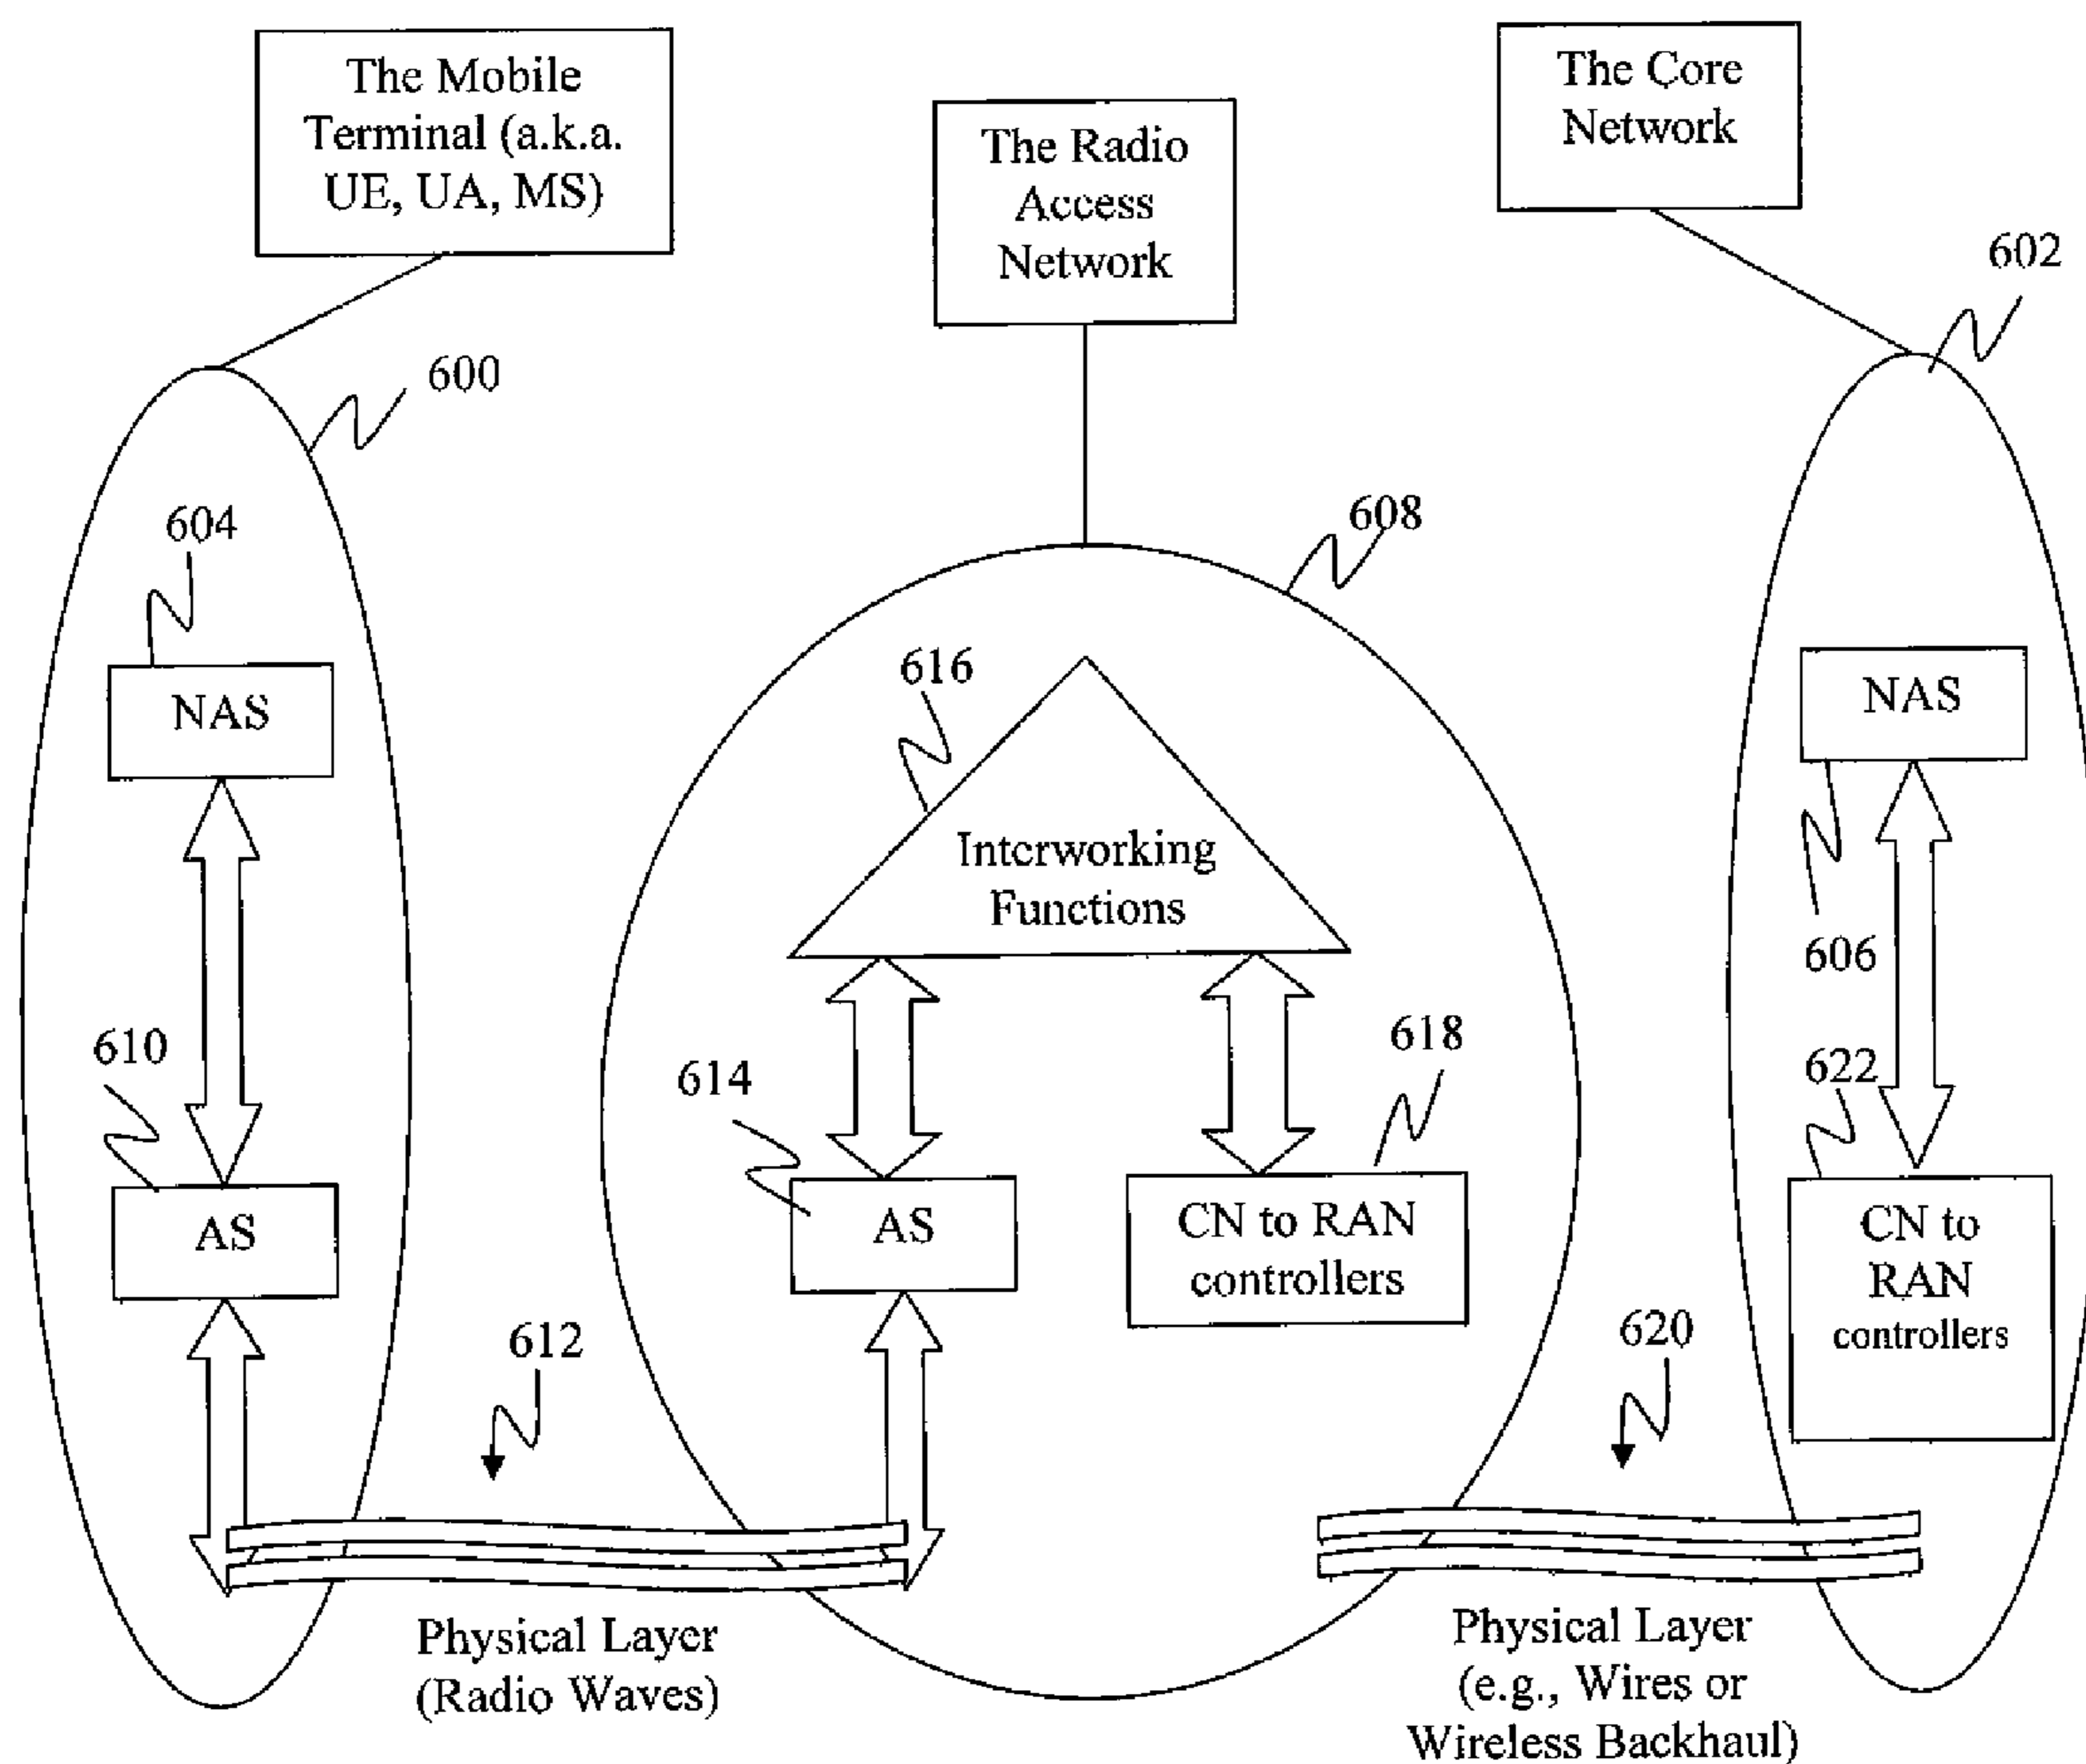 The Mobile
Terminal (a.k.a.
UE, UA, MS)
The Radio
Access
Network
The Core
Network
602
600
604
608
616
NAS
NAS
Interworking
Functions
606
610
614
618
622
AS
AS
CN to RAN
controllers
CN to
RAN
controllers
612
620
Physical Layer
(Radio Waves)
Physical Layer
(e.g., Wires or
Wireless Backhaul)